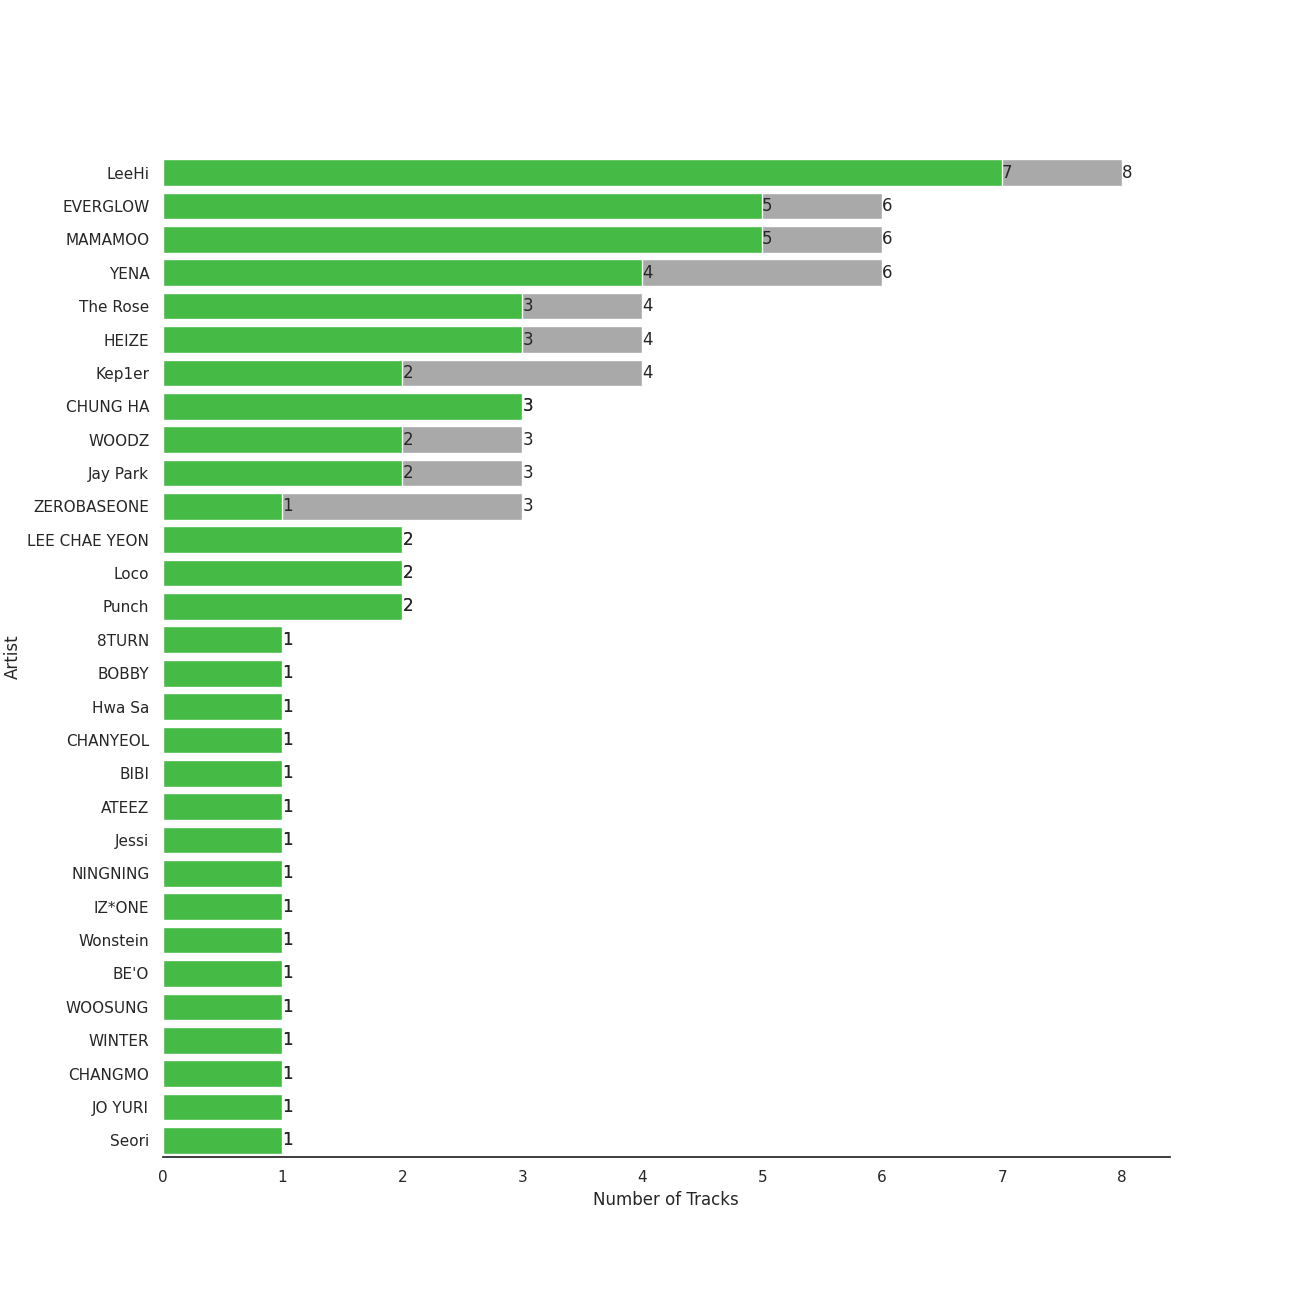 LeeHi 7 8
EVERGLOW 5 6
MAMAMOO 5 6
YENA 4 6
The Rose 3 4
HEIZE 3 4
Kep1er 2 4
CHUNG HA 3
WOODZ 2 3
Jay Park 2 3
ZEROBASEONE 1 3
LEE CHAE YEON 2
Loco 2
Punch 2
8TURN 1
BOBBY 1
Hwa Sa 1
CHANYEOL 1
BIBI 1
ATEEZ 1
Jessi 1
NINGNING 1
IZ*ONE 1
Wonstein 1
BE'O 1
WOOSUNG 1
WINTER 1
CHANGMO 1
JO YURI 1
Seori 1
0 1 2 3 4 5 6 7 8
Number of Tracks
Artist